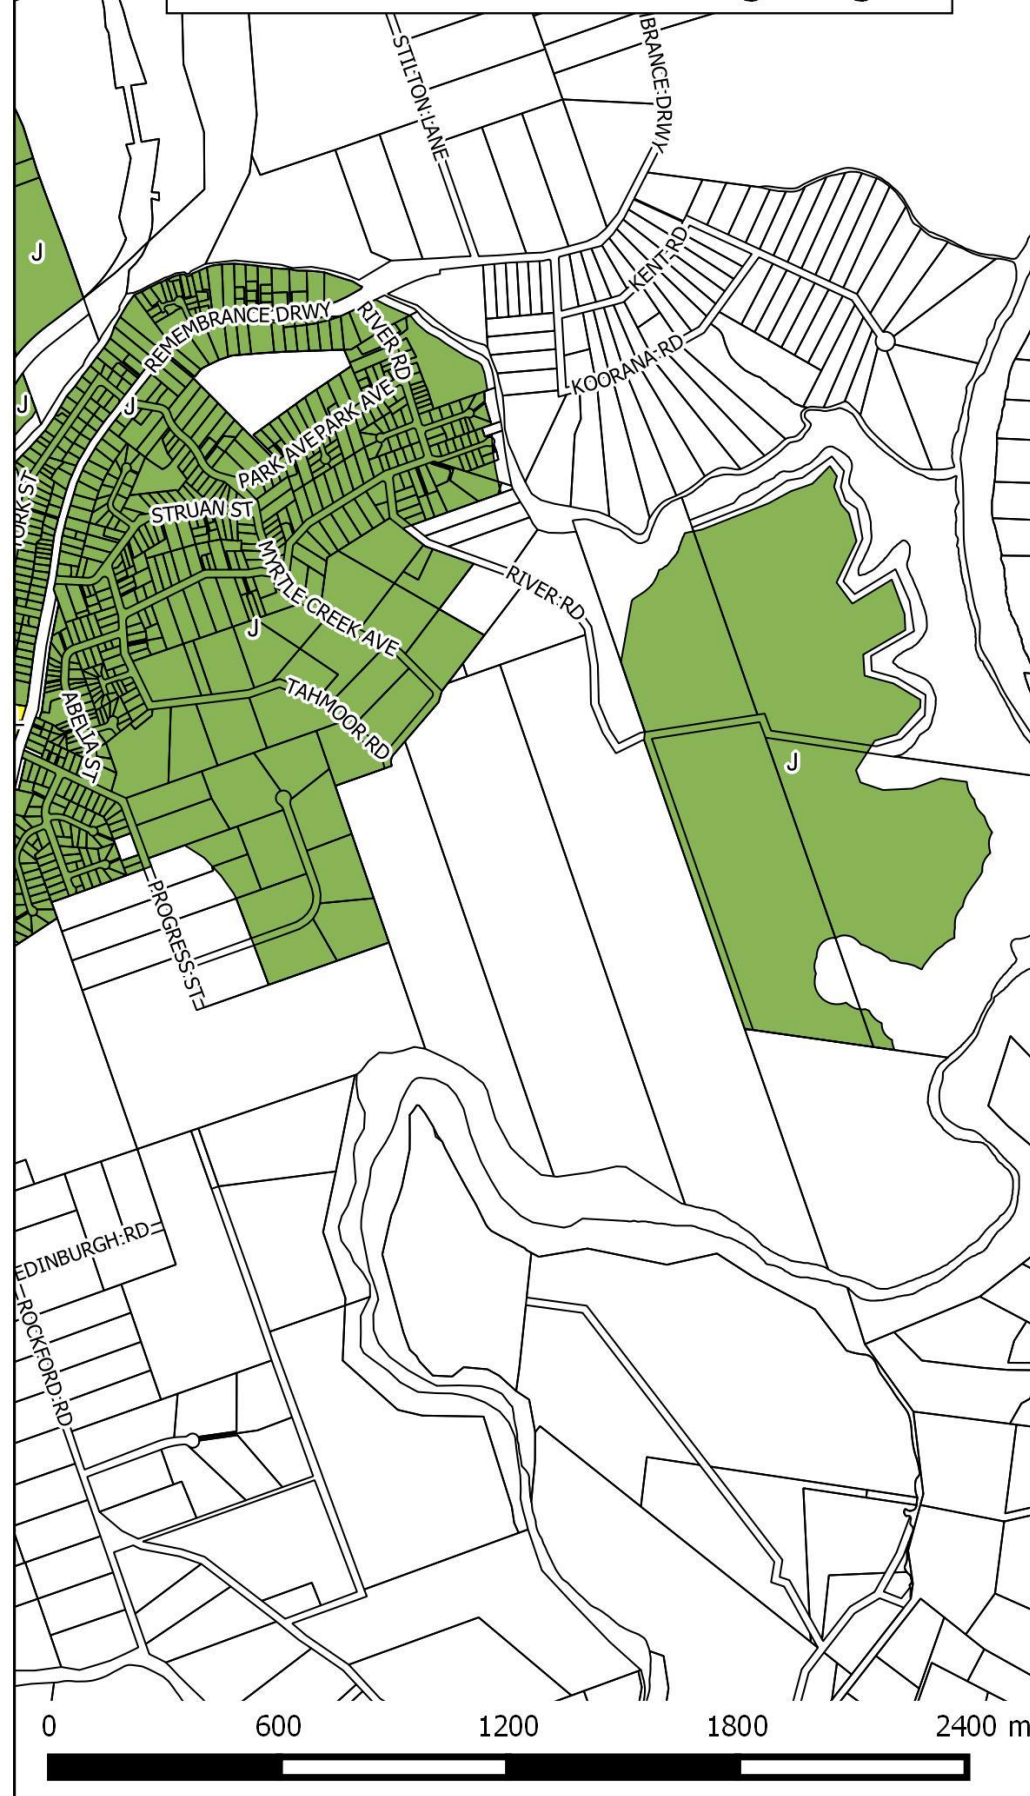 STILTON LANE
BRANCE DRWY
J
KENT RD
REMEMBRANCE DRWY
RIVER RD
KOORANA RD
J
J
PARK AVE
PARK AVE
YORK ST
STRUAN ST
MYRTLE CREEK AVE
RIVER RD
J
TAHMOOR RD
ABELIA ST
J
PROGRESS ST
EDINBURGH RD
ROCKFORD RD
0 600 1200 1800 2400 m